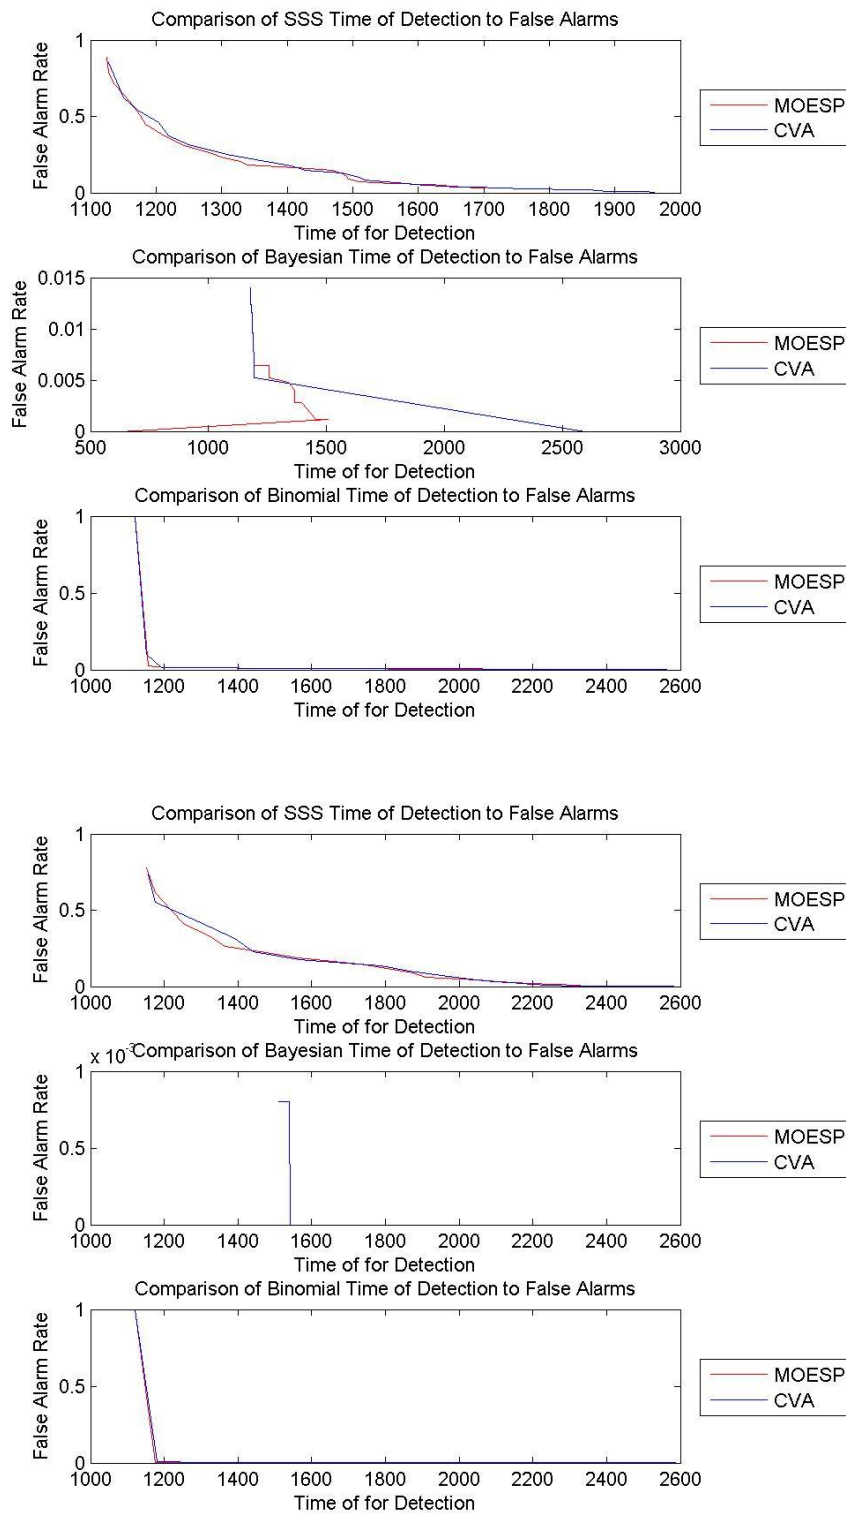 Comparison of SSS Time of Detection to False Alarms
1
0.5
0
False Alarm Rate
1100 1200 1300 1400 1500 1600 1700 1800 1900 2000
Time of for Detection
MOESP
CVA
Comparison of Bayesian Time of Detection to False Alarms
0.015
0.01
0.005
0
False Alarm Rate
500 1000 1500 2000 2500 3000
Time of for Detection
MOESP
CVA
Comparison of Binomial Time of Detection to False Alarms
1
0.5
0
False Alarm Rate
1000 1200 1400 1600 1800 2000 2200 2400 2600
Time of for Detection
MOESP
CVA
Comparison of SSS Time of Detection to False Alarms
1
0.5
0
False Alarm Rate
1000 1200 1400 1600 1800 2000 2200 2400 2600
Time of for Detection
MOESP
CVA
x 10-3
Comparison of Bayesian Time of Detection to False Alarms
1
0.5
0
False Alarm Rate
1000 1200 1400 1600 1800 2000 2200 2400 2600
Time of for Detection
MOESP
CVA
Comparison of Binomial Time of Detection to False Alarms
1
0.5
0
False Alarm Rate
1000 1200 1400 1600 1800 2000 2200 2400 2600
Time of for Detection
MOESP
CVA